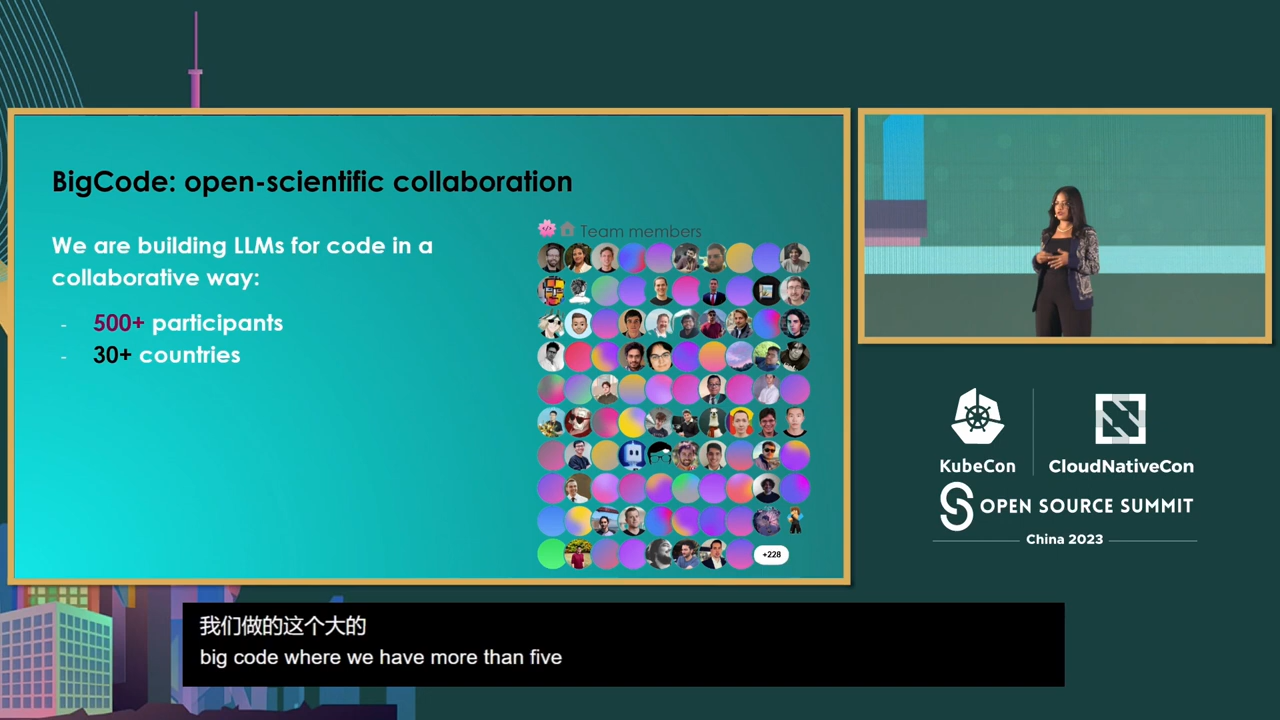 BigCode: open-scientific collaboration
We are building LLMs for code in a
collaborative way:
- 500+ participants
- 30+ countries
Team members
+228
KubeCon
CloudNativeCon
OPEN SOURCE SUMMIT
China 2023
我们做的这个大的
big code where we have more than five